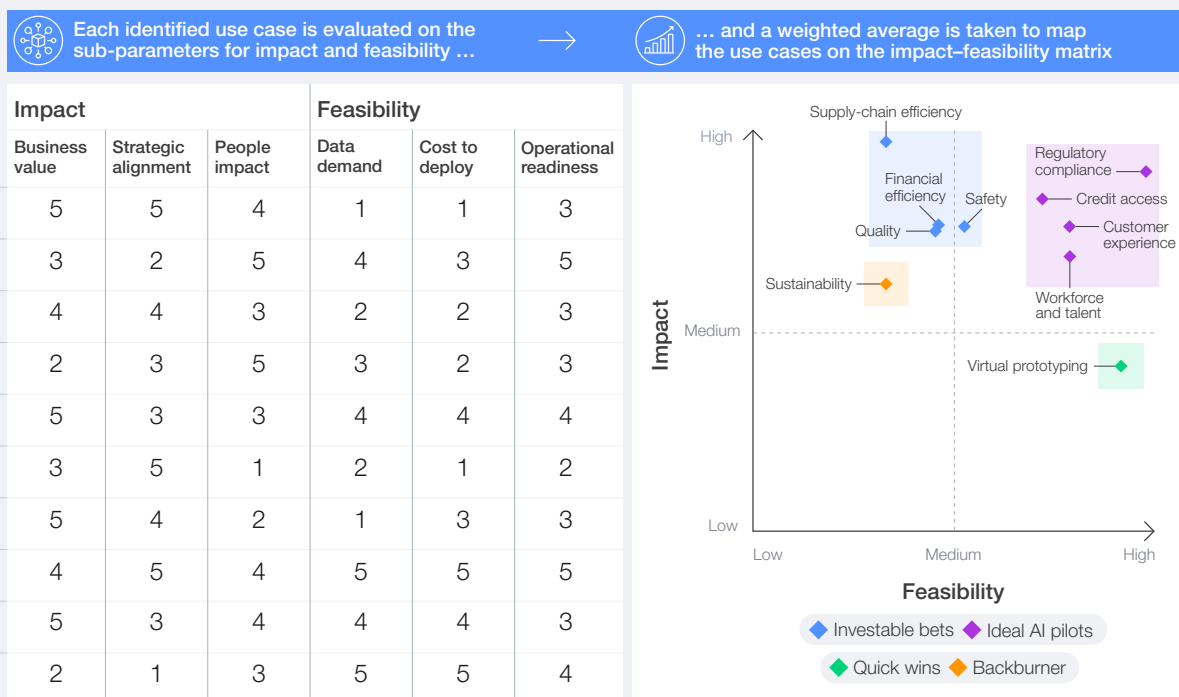 Each identified use case is evaluated on the
sub-parameters for impact and feasibility …
… and a weighted average is taken to map
the use cases on the impact–feasibility matrix
Impact
Feasibility
Business value
Strategic alignment
People impact
Data demand
Cost to deploy
Operational readiness
5 5 4 1 1 3
3 2 5 4 3 5
4 4 3 2 2 3
2 3 5 3 2 3
5 3 3 4 4 4
3 5 1 2 1 2
5 4 2 1 3 3
4 5 4 5 5 5
5 3 4 4 4 3
2 1 3 5 5 4
Supply-chain efficiency
High
Regulatory
compliance
Financial
efficiency
Safety
Credit access
Quality
Customer
experience
Sustainability
Workforce
and talent
Impact
Medium
Virtual prototyping
Low
Low
Medium
High
Feasibility
Investable bets
Ideal AI pilots
Quick wins
Backburner